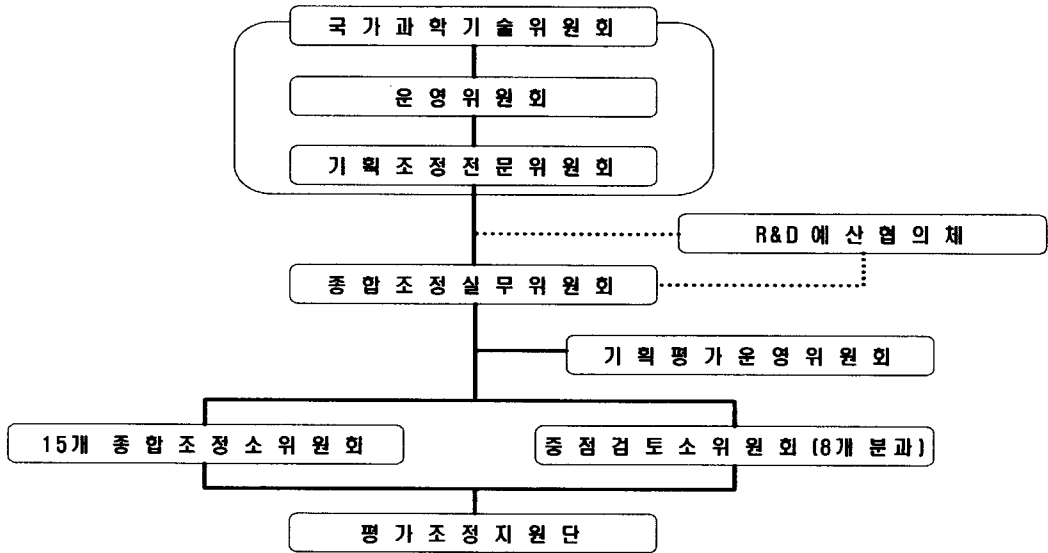 국가과학기술위원회
운영위원회
기획조정전문위원회
R&D예산협의체
종합조정실무위원회
기획평가운영위원회
15개 종합조정소위원회
중점검토소위원회(8개 분과)
평가조정지원단